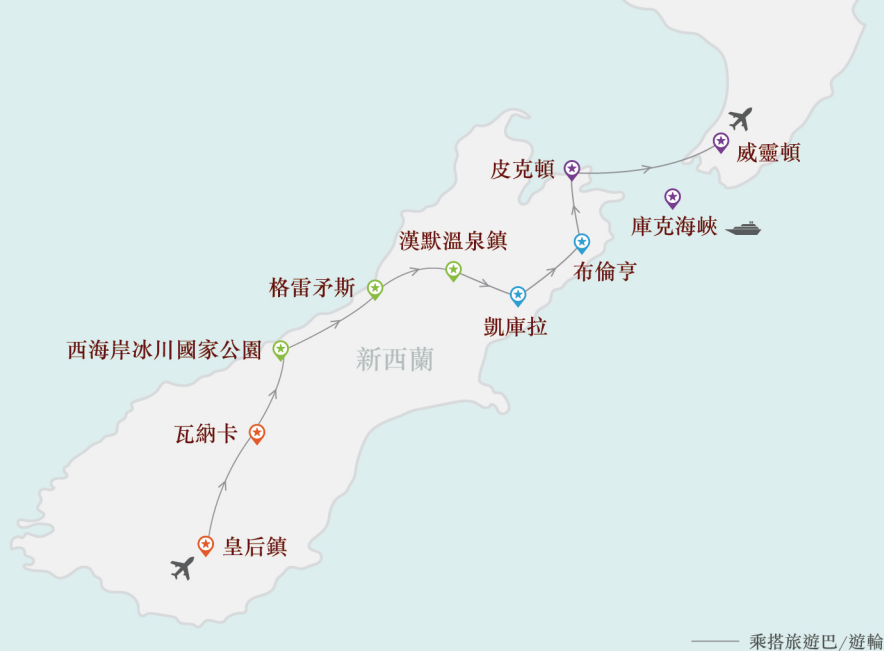 威靈頓
皮克頓
庫克海峽
漢默溫泉鎮
布倫亨
格雷矛斯
凱庫拉
西海岸冰川國家公園
新西蘭
瓦納卡
皇后鎮
乘搭旅遊巴/遊輪